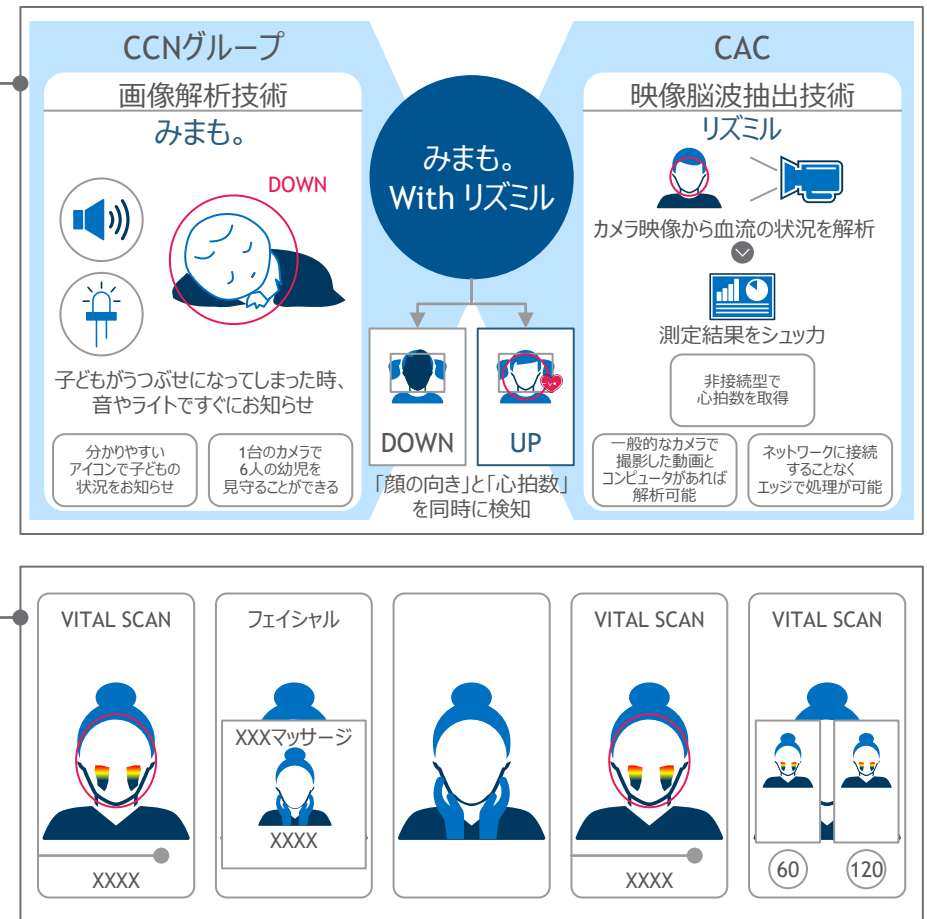 CCNグループ
画像解析技術
みまも。
DOWN
子どもがうつぶせになってしまった時、
音やライトですぐにお知らせ
分かりやすい
アイコンで子どもの
状況をお知らせ
1台のカメラで
6人の幼児を
見守ることができる
みまも。
With リズミル
DOWN
UP
「顔の向き」と「心拍数」
を同時に検知
CAC
映像脳波抽出技術
リズミル
カメラ映像から血流の状況を解析
測定結果をシュッカ
非接続型で
心拍数を取得
一般的なカメラで
撮影した動画と
コンピュータがあれば
解析可能
ネットワークに接続
することなく
エッジで処理が可能
VITAL SCAN
XXXX
フェイシャル
XXXマッサージ
XXXX
VITAL SCAN
XXXX
VITAL SCAN
60
120